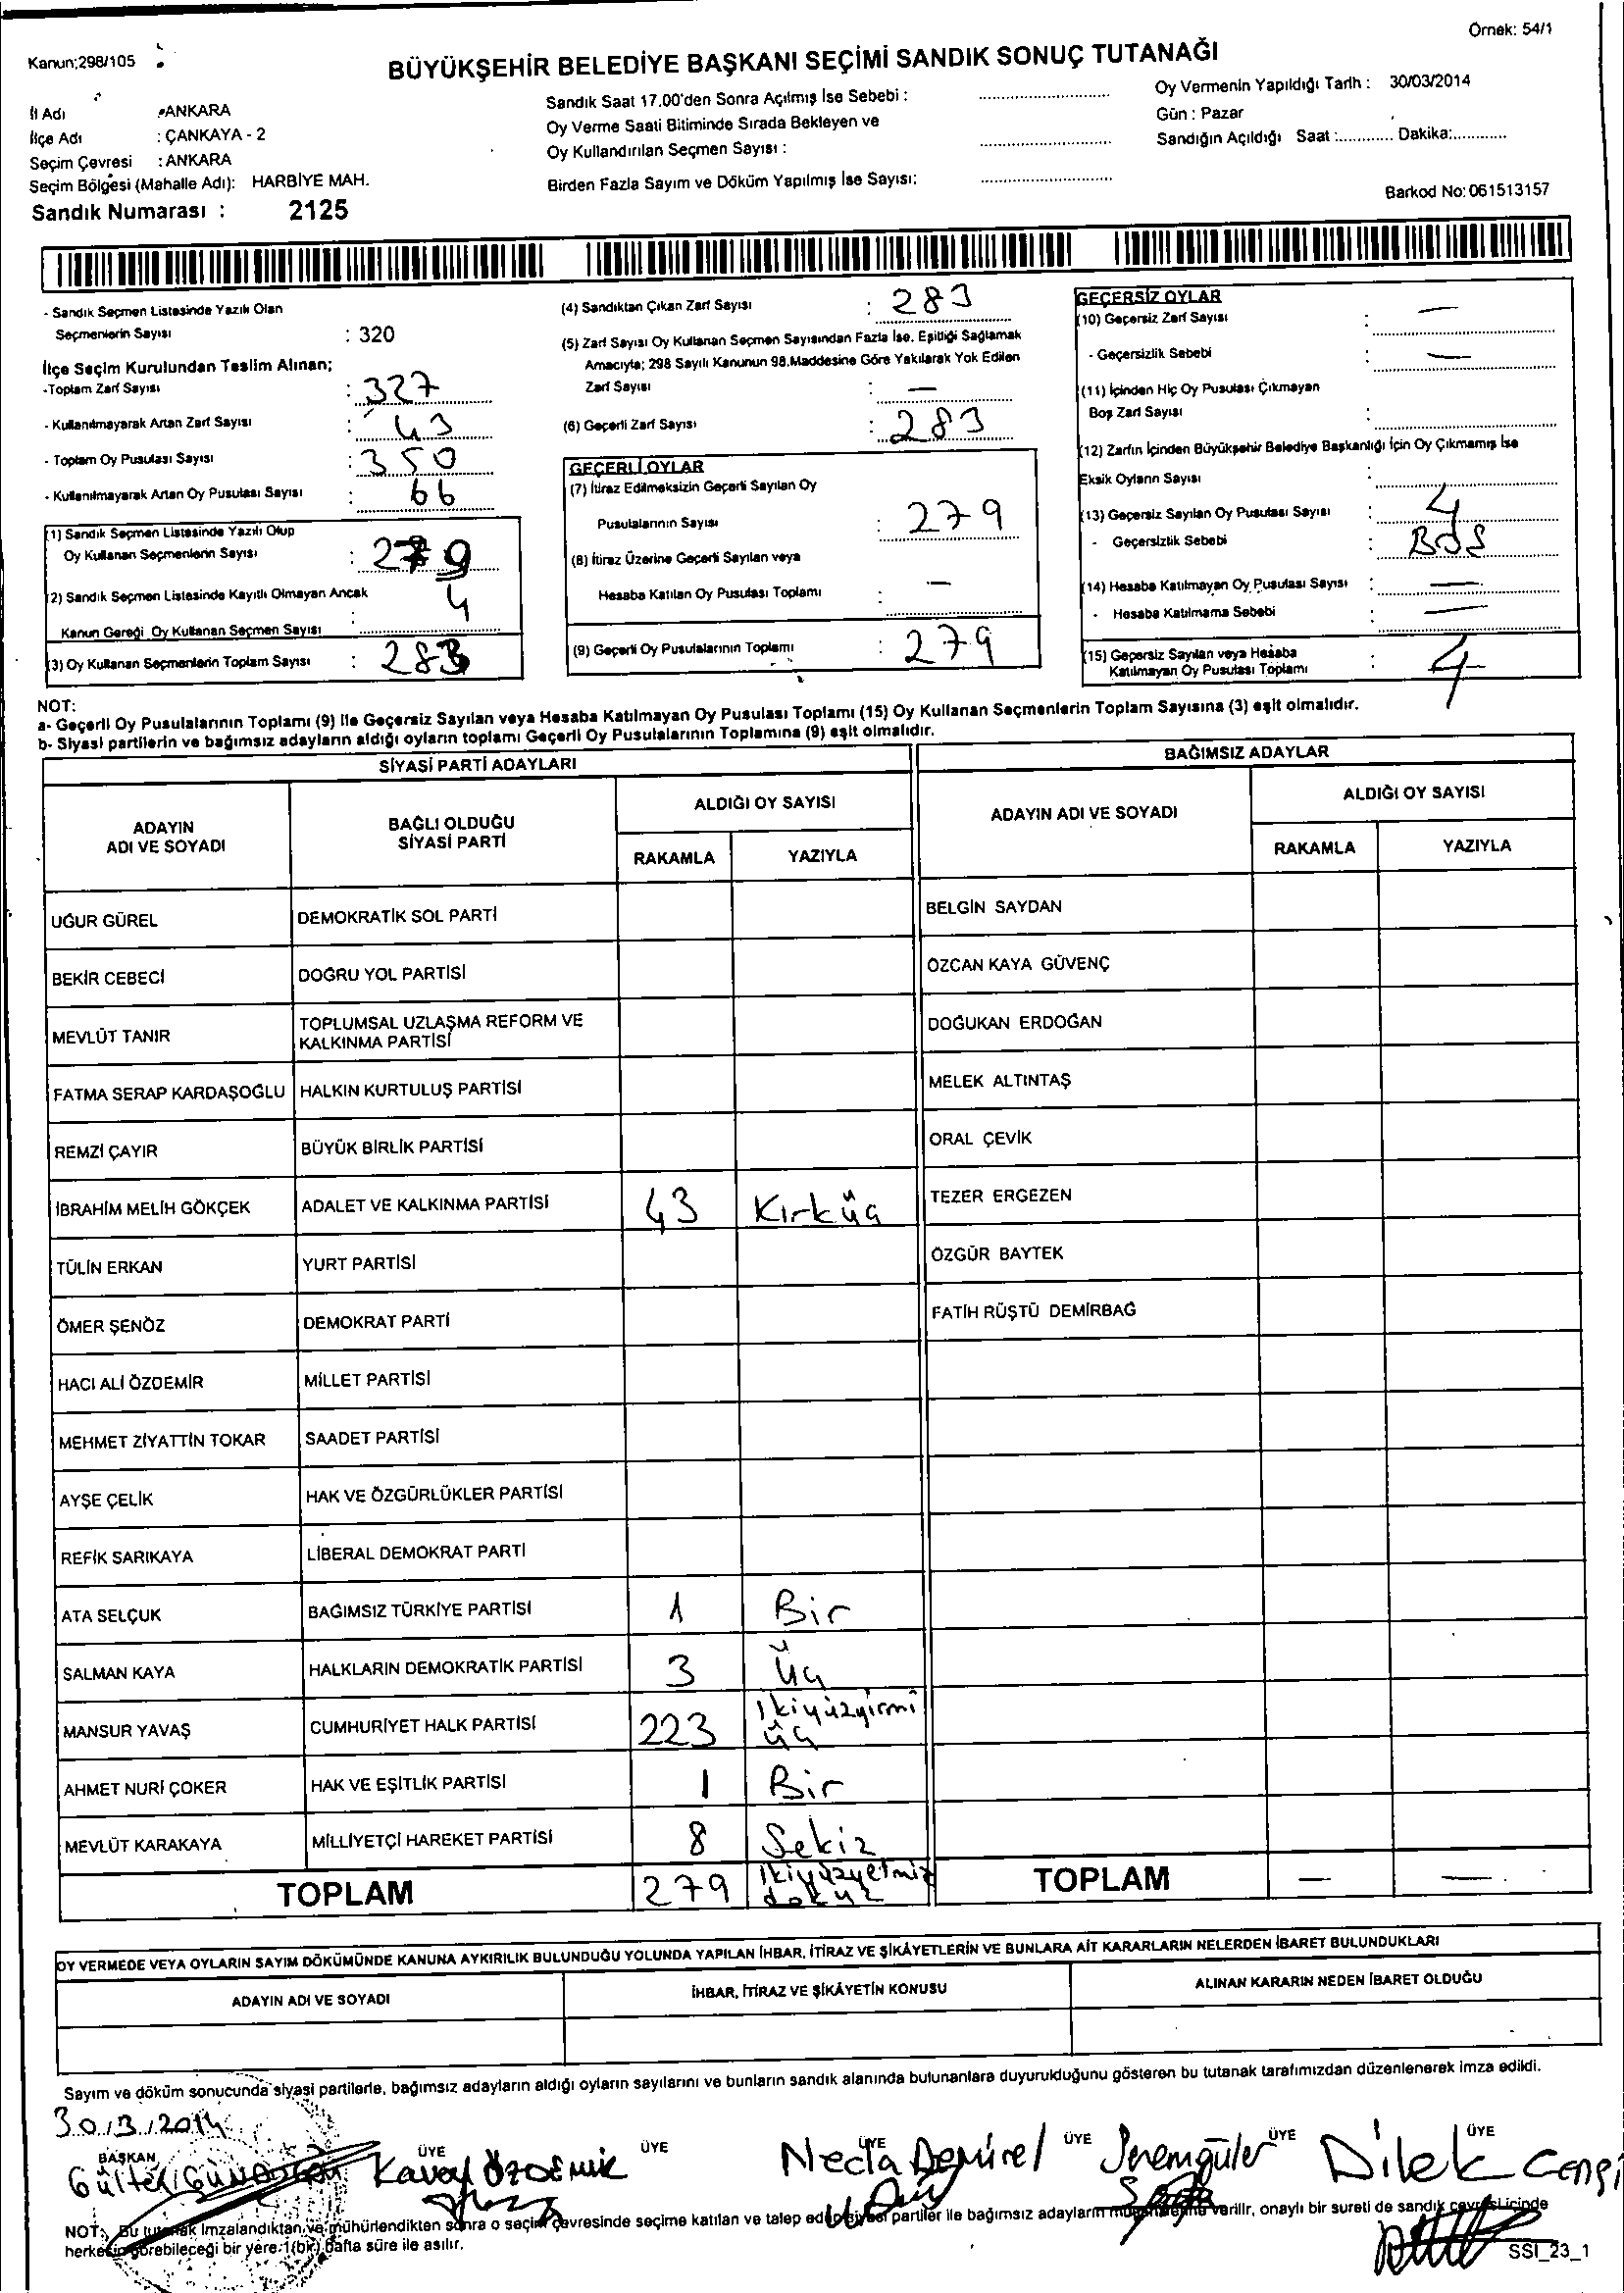 Örnek: 54/1
Kanun;298/105
BÜYÜKŞEHİR BELEDİYE BAŞKANI SEÇİMİ SANDIK SONUÇ TUTANAĞI
İl Adı : ANKARA
İlçe Adı : ÇANKAYA - 2
Seçim Çevresi : ANKARA
Seçim Bölgesi (Mahalle Adı): HARBİYE MAH.
Sandık Numarası : 2125
Sandık Saat 17.00'den Sonra Açılmış İse Sebebi :
Oy Verme Saati Bitiminde Sırada Bekleyen ve
Oy Kullandırılan Seçmen Sayısı :
Birden Fazla Sayım ve Döküm Yapılmış İse Sayısı:
Oy Vermenin Yapıldığı Tarih : 30/03/2014
Gün : Pazar
Sandığın Açıldığı Saat :............. Dakika:............
Barkod No: 061513157
- Sandık Seçmen Listesinde Yazılı Olan
Seçmenlerin Sayısı : 320
İlçe Seçim Kurulundan Teslim Alınan;
-Toplam Zarf Sayısı : 327
- Kullanılmayarak Artan Zarf Sayısı : 43
- Toplam Oy Pusulası Sayısı : 350
- Kullanılmayarak Artan Oy Pusulası Sayısı : 66
(1) Sandık Seçmen Listesinde Yazılı Olup
Oy Kullanan Seçmenlerin Sayısı : 279
(2) Sandık Seçmen Listesinde Kayıtlı Olmayan Ancak
Kanun Gereği Oy Kullanan Seçmen Sayısı : 4
(3) Oy Kullanan Seçmenlerin Toplam Sayısı : 283
(4) Sandıktan Çıkan Zarf Sayısı : 283
(5) Zarf Sayısı Oy Kullanan Seçmen Sayısından Fazla İse, Eşitliği Sağlamak
Amacıyla; 298 Sayılı Kanunun 98.Maddesine Göre Yakılarak Yok Edilen
Zarf Sayısı : —
(6) Geçerli Zarf Sayısı : 283
GEÇERLİ OYLAR
(7) İtiraz Edilmeksizin Geçerli Sayılan Oy
Pusulalarının Sayısı : 279
(8) İtiraz Üzerine Geçerli Sayılan veya
Hesaba Katılan Oy Pusulası Toplamı : —
(9) Geçerli Oy Pusulalarının Toplamı : 279
GEÇERSİZ OYLAR
(10) Geçersiz Zarf Sayısı : —
- Geçersizlik Sebebi : —
(11) İçinden Hiç Oy Pusulası Çıkmayan
Boş Zarf Sayısı :
(12) Zarfın İçinden Büyükşehir Belediye Başkanlığı İçin Oy Çıkmamış İse
Eksik Oyların Sayısı :
(13) Geçersiz Sayılan Oy Pusulası Sayısı : 4
- Geçersizlik Sebebi : BOŞ
(14) Hesaba Katılmayan Oy Pusulası Sayısı : —
- Hesaba Katılmama Sebebi : —
(15) Geçersiz Sayılan veya Hesaba
Katılmayan Oy Pusulası Toplamı : 4
NOT:
a- Geçerli Oy Pusulalarının Toplamı (9) ile Geçersiz Sayılan veya Hesaba Katılmayan Oy Pusulası Toplamı (15) Oy Kullanan Seçmenlerin Toplam Sayısına (3) eşit olmalıdır.
b- Siyasi partilerin ve bağımsız adayların aldığı oyların toplamı Geçerli Oy Pusulalarının Toplamına (9) eşit olmalıdır.
SİYASİ PARTİ ADAYLARI
ADAYIN ADI VE SOYADI BAĞLI OLDUĞU SİYASİ PARTİ ALDIĞI OY SAYISI
RAKAMLA YAZIYLA
UĞUR GÜREL DEMOKRATİK SOL PARTİ
BEKİR CEBECİ DOĞRU YOL PARTİSİ
MEVLÜT TANIR TOPLUMSAL UZLAŞMA REFORM VE KALKINMA PARTİSİ
FATMA SERAP KARDAŞOĞLU HALKIN KURTULUŞ PARTİSİ
REMZİ ÇAYIR BÜYÜK BİRLİK PARTİSİ
İBRAHİM MELİH GÖKÇEK ADALET VE KALKINMA PARTİSİ 43 Kırküç
TÜLİN ERKAN YURT PARTİSİ
ÖMER ŞENÖZ DEMOKRAT PARTİ
HACI ALİ ÖZDEMİR MİLLET PARTİSİ
MEHMET ZİYATTİN TOKAR SAADET PARTİSİ
AYŞE ÇELİK HAK VE ÖZGÜRLÜKLER PARTİSİ
REFİK SARIKAYA LİBERAL DEMOKRAT PARTİ
ATA SELÇUK BAĞIMSIZ TÜRKİYE PARTİSİ 1 Bir
SALMAN KAYA HALKLARIN DEMOKRATİK PARTİSİ 3 Üç
MANSUR YAVAŞ CUMHURİYET HALK PARTİSİ 223 İkiyüzyirmi üç
AHMET NURİ ÇOKER HAK VE EŞİTLİK PARTİSİ 1 Bir
MEVLÜT KARAKAYA MİLLİYETÇİ HAREKET PARTİSİ 8 Sekiz
TOPLAM 279 İkiyüzyetmiş dokuz
BAĞIMSIZ ADAYLAR
ADAYIN ADI VE SOYADI ALDIĞI OY SAYISI
RAKAMLA YAZIYLA
BELGİN SAYDAN
ÖZCAN KAYA GÜVENÇ
DOĞUKAN ERDOĞAN
MELEK ALTINTAŞ
ORAL ÇEVİK
TEZER ERGEZEN
ÖZGÜR BAYTEK
FATİH RÜŞTÜ DEMİRBAĞ
TOPLAM — —
OY VERMEDE VEYA OYLARIN SAYIM DÖKÜMÜNDE KANUNA AYKIRILIK BULUNDUĞU YOLUNDA YAPILAN İHBAR, İTİRAZ VE ŞİKÂYETLERİN VE BUNLARA AİT KARARLARIN NELERDEN İBARET BULUNDUKLARI
ADAYIN ADI VE SOYADI İHBAR, İTİRAZ VE ŞİKÂYETİN KONUSU ALINAN KARARIN NEDEN İBARET OLDUĞU
Sayım ve döküm sonucunda siyasi partilerle, bağımsız adayların aldığı oyların sayılarını ve bunların sandık alanında bulunanlara duyurulduğunu gösteren bu tutanak tarafımızdan düzenlenerek imza edildi.
30/3/2014
BAŞKAN ÜYE ÜYE ÜYE ÜYE ÜYE ÜYE
Necla Demirel Dilek Cengi
NOT: Bu tutanak imzalandıktan ve mühürlendikten sonra o seçim çevresinde seçime katılan ve talep eden siyasi partiler ile bağımsız adayların müşahitlerine verilir, onaylı bir sureti de sandık çevresi içinde
herkesin görebileceği bir yere 1(bir) hafta süre ile asılır.
SSI_23_1